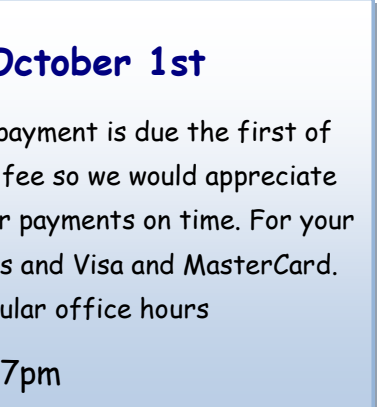 October 1st
payment is due the first of
fee so we would appreciate
r payments on time. For your
s and Visa and MasterCard.
ular office hours
7pm